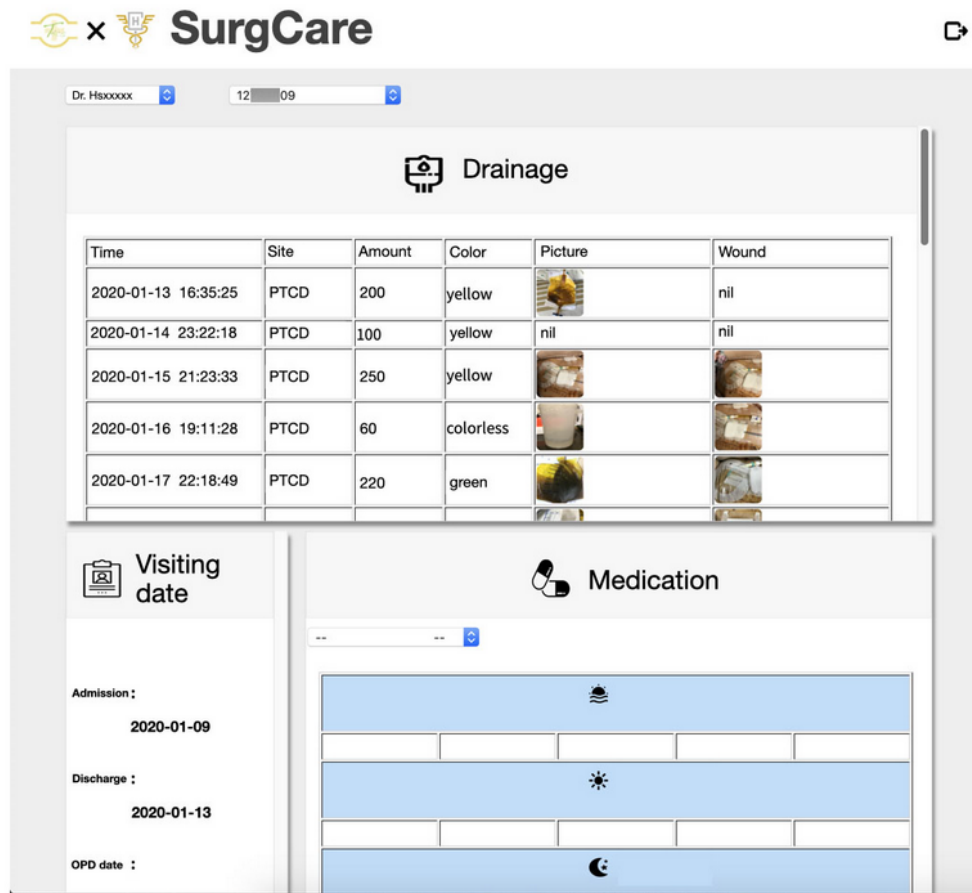 SurgCare
Dr. Hsxxxxx 12 09
Drainage
Time Site Amount Color Picture Wound
2020-01-13 16:35:25 PTCD 200 yellow nil
2020-01-14 23:22:18 PTCD 100 yellow nil nil
2020-01-15 21:23:33 PTCD 250 yellow
2020-01-16 19:11:28 PTCD 60 colorless
2020-01-17 22:18:49 PTCD 220 green
Visiting
date
Medication
-- --
Admission:
2020-01-09
Discharge:
2020-01-13
OPD date :